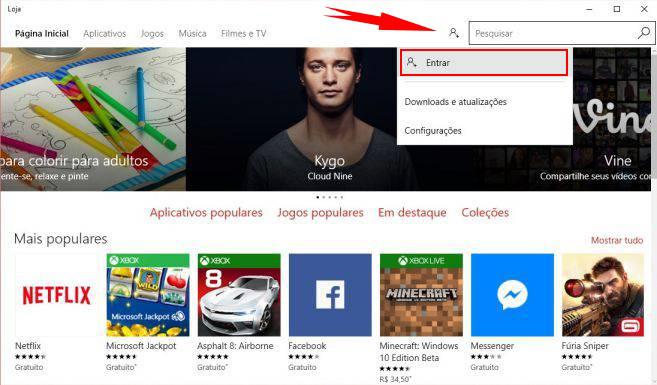 Loja
Página Inicial Aplicativos Jogos Música Filmes e TV Pesquisar
Entrar
Downloads e atualizações
Configurações
para colorir para adultos
ente-se, relaxe e pinte
Kygo
Cloud Nine
Vine
Vine
Compartilhe seus vídeos com
Aplicativos populares Jogos populares Em destaque Coleções
Mais populares Mostrar tudo
NETFLIX
XBOX
WILD
Microsoft Jackpot
XBOX
8
XBOX LIVE
MINECRAFT
Netflix
Gratuito
Microsoft Jackpot
Gratuito*
Asphalt 8: Airborne
Gratuito*
Facebook
Gratuito
Minecraft: Windows
10 Edition Beta
R$ 34,50*
Messenger
Gratuito
Fúria Sniper
Gratuito*